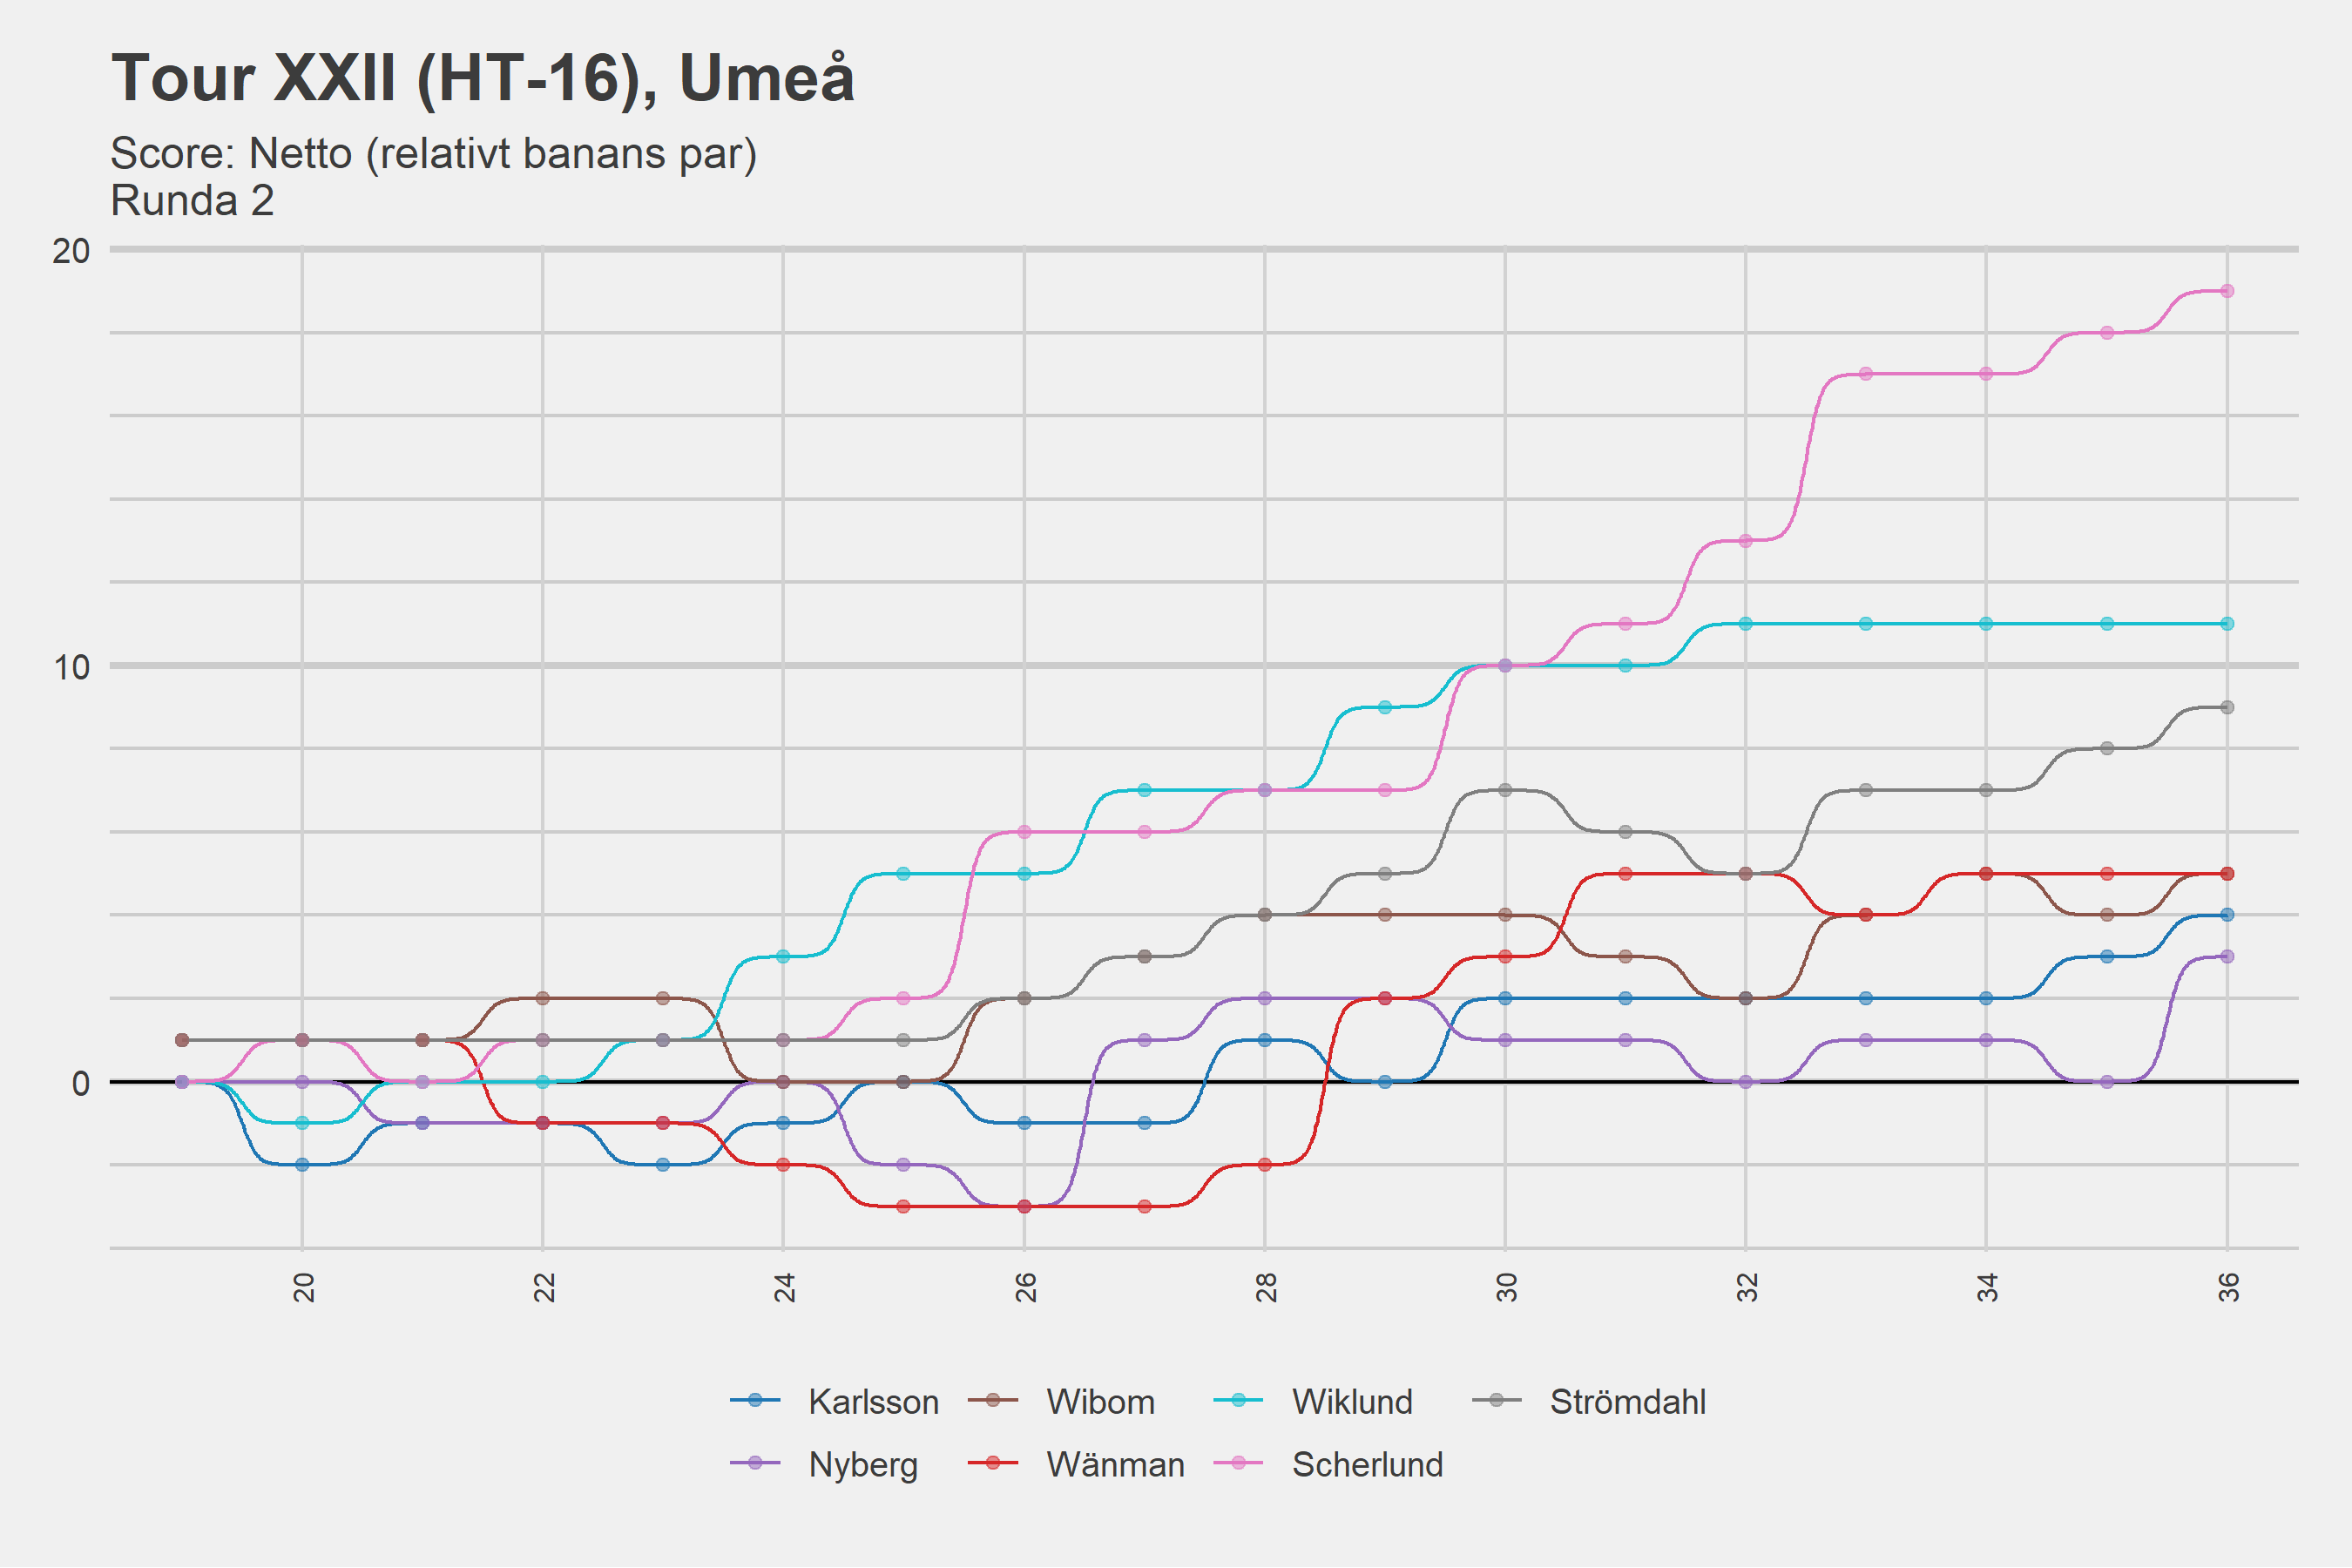 Tour XXII (HT-16), Umeå
Score: Netto (relativt banans par)
Runda 2
20
10
0
20 22 24 26 28 30 32 34 36
Karlsson Wibom Wiklund Strömdahl
Nyberg Wänman Scherlund